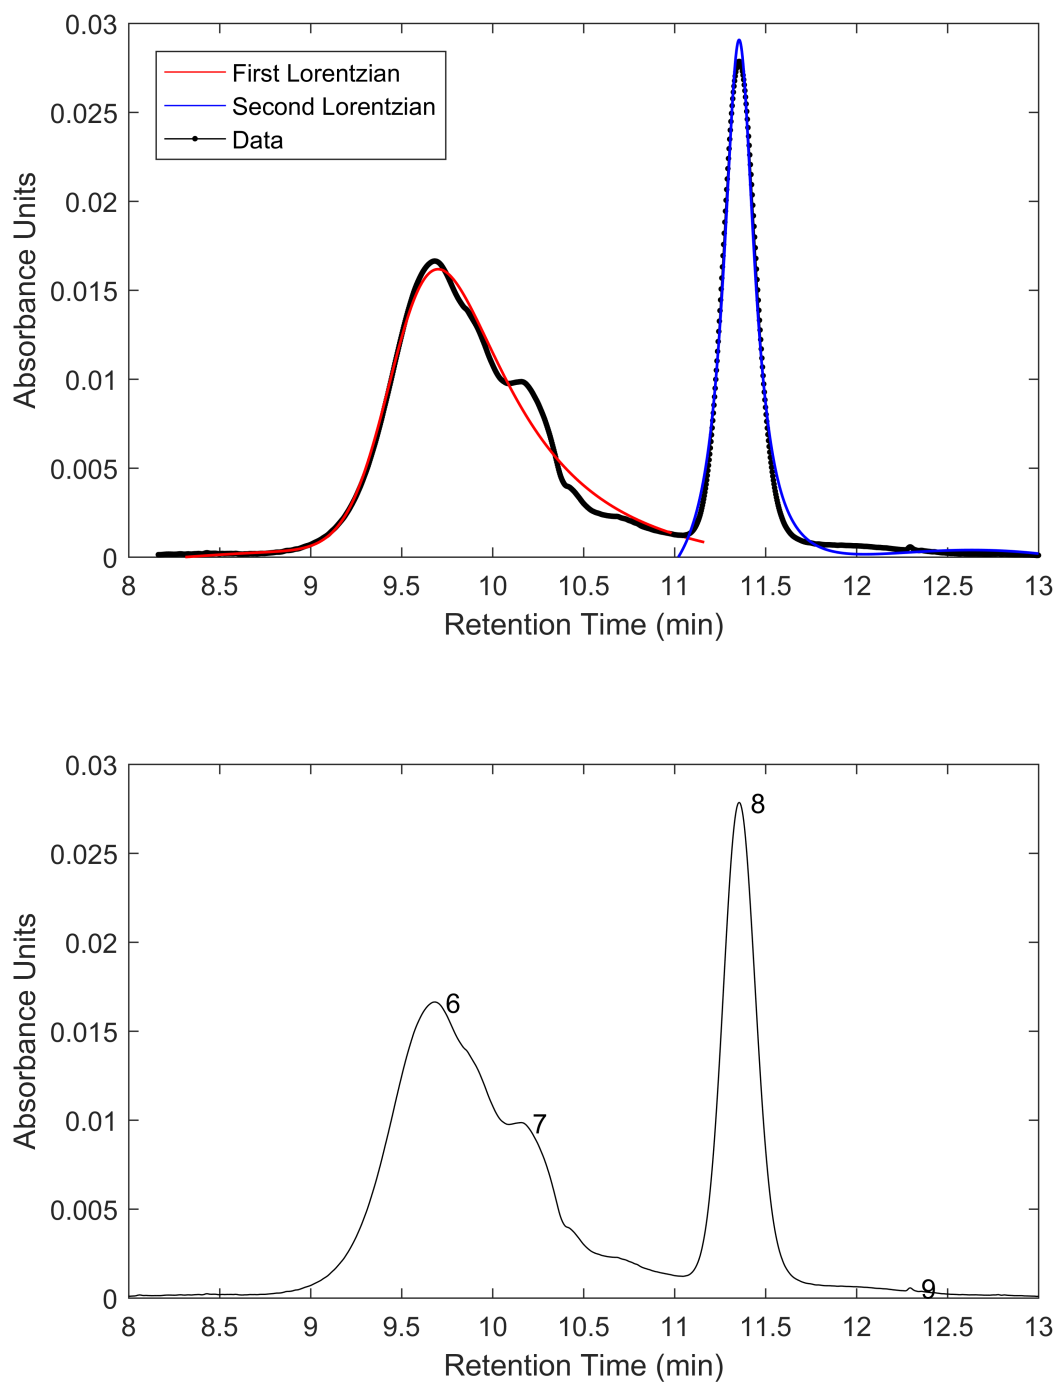 0.03
0.025
0.02
0.015
0.01
0.005
0
Absorbance Units
First Lorentzian
Second Lorentzian
Data
8 8.5 9 9.5 10 10.5 11 11.5 12 12.5 13
Retention Time (min)
0.03
0.025
0.02
0.015
0.01
0.005
0
Absorbance Units
8
6
7
9
8 8.5 9 9.5 10 10.5 11 11.5 12 12.5 13
Retention Time (min)